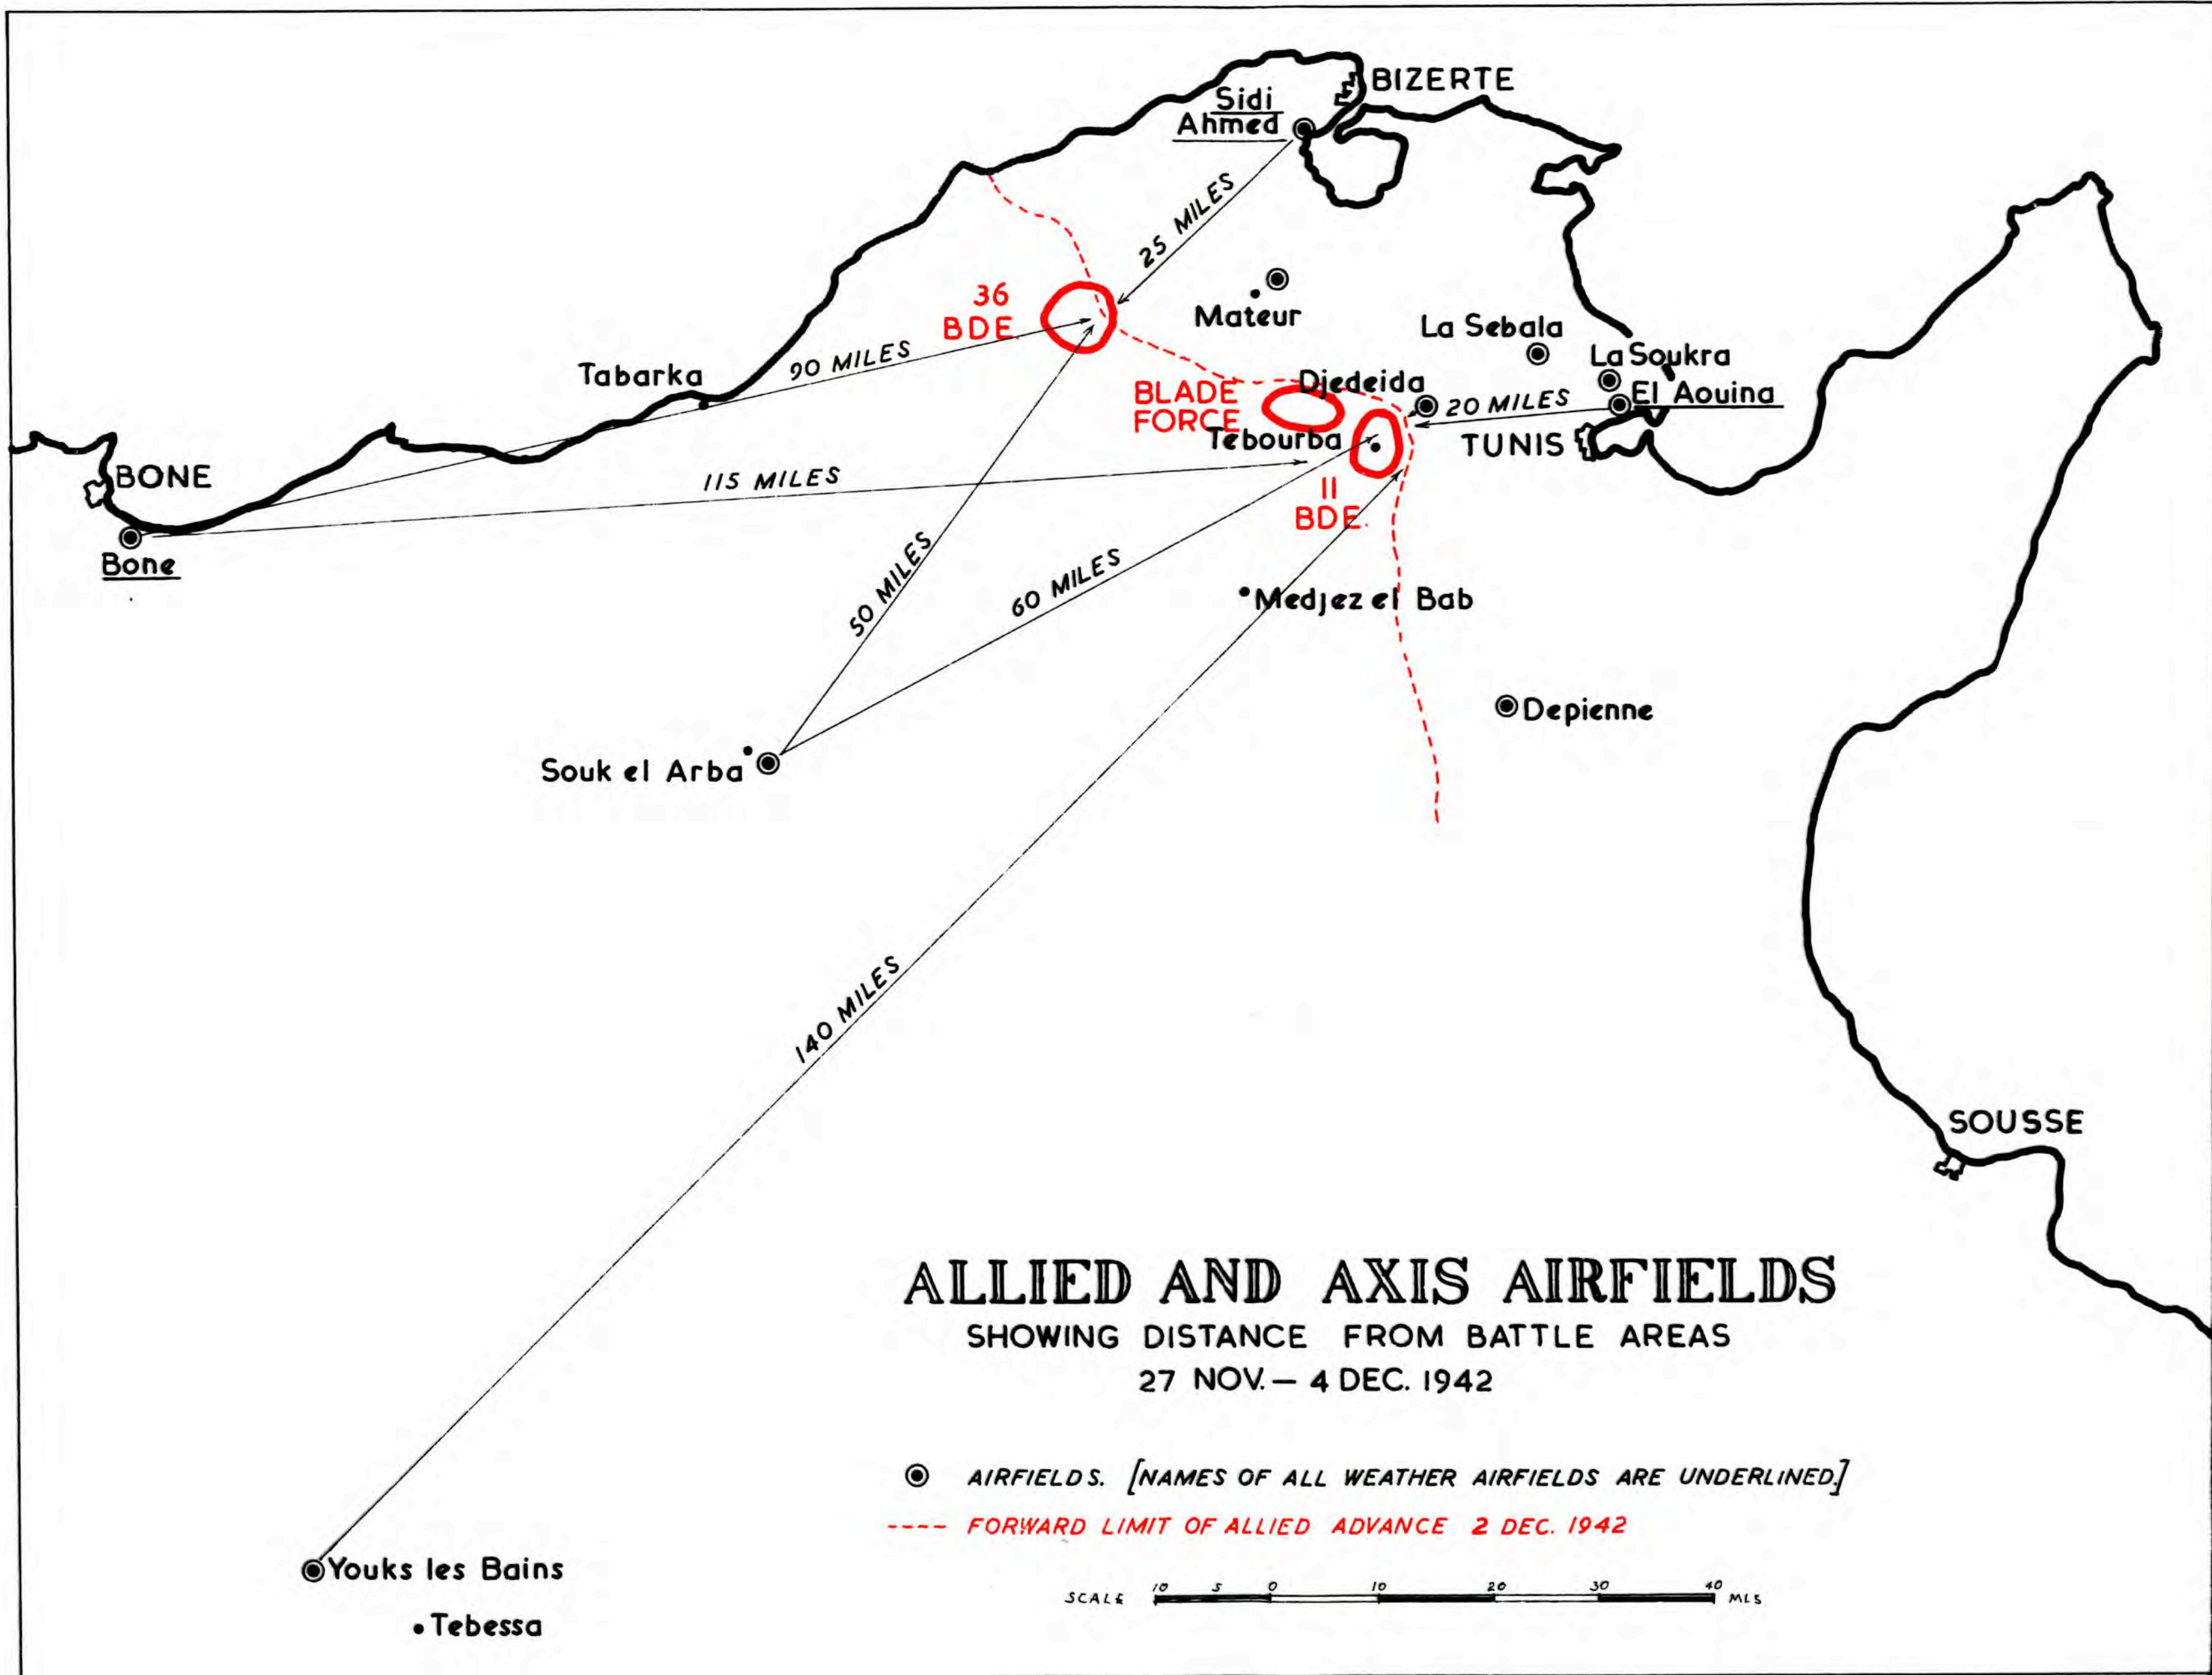 BIZERTE
Sidi
Ahmed
25 MILES
36
BDE.
Mateur
La Sebala
La Soukra
Tabarka
90 MILES
BLADE
FORCE
Djedeida
20 MILES
El Aouina
Tebourba
TUNIS
BONE
115 MILES
11
BDE.
Bone
50 MILES
60 MILES
Medjez el Bab
Depienne
Souk el Arba
140 MILES
SOUSSE
ALLIED AND AXIS AIRFIELDS
SHOWING DISTANCE FROM BATTLE AREAS
27 NOV. — 4 DEC. 1942
AIRFIELDS. [NAMES OF ALL WEATHER AIRFIELDS ARE UNDERLINED.]
FORWARD LIMIT OF ALLIED ADVANCE 2 DEC. 1942
Youks les Bains
Tebessa
SCALE 10 5 0 10 20 30 40 MLS